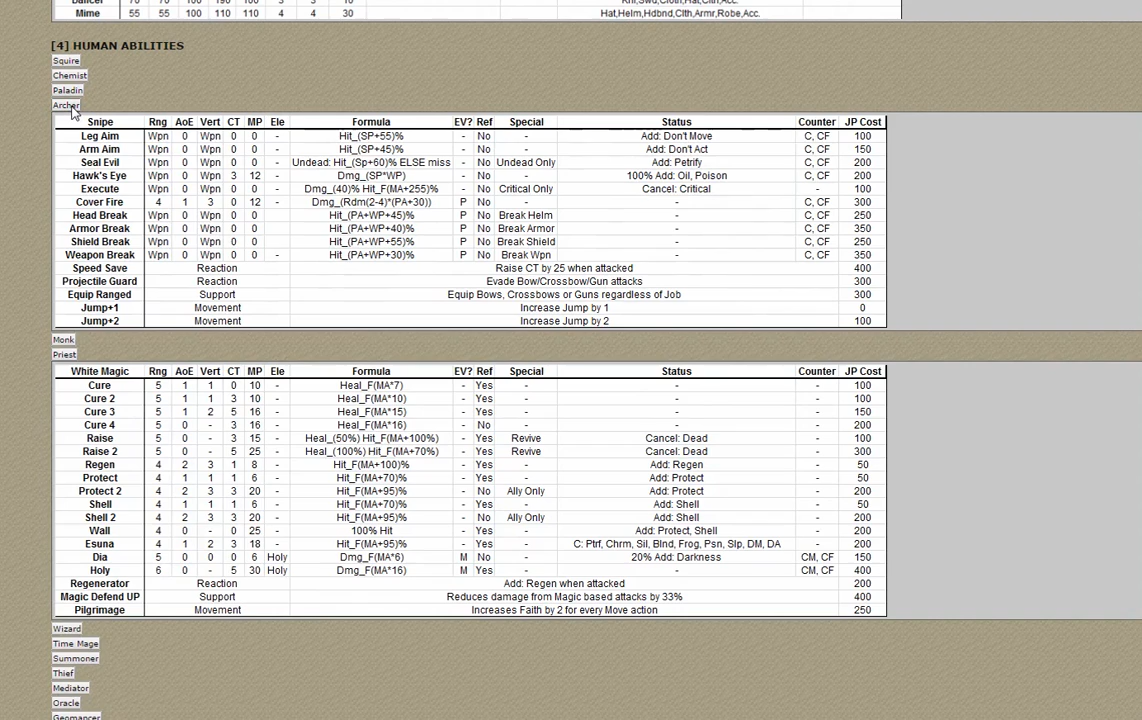 Dancer 70 70 100 190 100 3 3 10 Knf,Swd,Cloth,Hat,Clth,Acc.
Mime 55 55 100 110 110 4 4 30 Hat,Helm,Hdbnd,Clth,Armr,Robe,Acc.
[4] HUMAN ABILITIES
Squire
Chemist
Paladin
Archer
Snipe Rng AoE Vert CT MP Ele Formula EV? Ref Special Status Counter JP Cost
Leg Aim Wpn 0 Wpn 0 0 - Hit_(SP+55)% - No - Add: Don't Move C, CF 100
Arm Aim Wpn 0 Wpn 0 0 - Hit_(SP+45)% - No - Add: Don't Act C, CF 150
Seal Evil Wpn 0 Wpn 0 0 - Undead: Hit_(Sp+60)% ELSE miss - No Undead Only Add: Petrify C, CF 200
Hawk's Eye Wpn 0 Wpn 3 12 - Dmg_(SP*WP) - No - 100% Add: Oil, Poison C, CF 200
Execute Wpn 0 Wpn 0 0 - Dmg_(40)% Hit_F(MA+255)% - No Critical Only Cancel: Critical - 100
Cover Fire 4 1 3 0 12 - Dmg_(Rdm(2-4)*(PA+30)) P No - - C, CF 300
Head Break Wpn 0 Wpn 0 0 Hit_(PA+WP+45)% P No Break Helm - C, CF 250
Armor Break Wpn 0 Wpn 0 0 Hit_(PA+WP+40)% P No Break Armor - C, CF 350
Shield Break Wpn 0 Wpn 0 0 Hit_(PA+WP+55)% P No Break Shield - C, CF 250
Weapon Break Wpn 0 Wpn 0 0 - Hit_(PA+WP+30)% P No Break Wpn - C, CF 350
Speed Save Reaction Raise CT by 25 when attacked 400
Projectile Guard Reaction Evade Bow/Crossbow/Gun attacks 300
Equip Ranged Support Equip Bows, Crossbows or Guns regardless of Job 300
Jump+1 Movement Increase Jump by 1 0
Jump+2 Movement Increase Jump by 2 100
Monk
Priest
White Magic Rng AoE Vert CT MP Ele Formula EV? Ref Special Status Counter JP Cost
Cure 5 1 1 0 10 - Heal_F(MA*7) - Yes - - - 100
Cure 2 5 1 1 3 10 - Heal_F(MA*10) - Yes - - - 100
Cure 3 5 1 2 5 16 - Heal_F(MA*15) - Yes - - - 150
Cure 4 5 0 - 3 16 - Heal_F(MA*16) - No - - - 200
Raise 5 0 - 3 15 - Heal_(50%) Hit_F(MA+100%) - Yes Revive Cancel: Dead - 100
Raise 2 5 0 - 5 25 - Heal_(100%) Hit_F(MA+70%) - Yes Revive Cancel: Dead - 300
Regen 4 2 3 1 8 - Hit_F(MA+100)% - Yes - Add: Regen - 50
Protect 4 1 1 1 6 - Hit_F(MA+70)% - Yes - Add: Protect - 50
Protect 2 4 2 3 3 20 - Hit_F(MA+95)% - No Ally Only Add: Protect - 200
Shell 4 1 1 1 6 - Hit_F(MA+70)% - Yes - Add: Shell - 50
Shell 2 4 2 3 3 20 - Hit_F(MA+95)% - No Ally Only Add: Shell - 200
Wall 4 0 - 0 25 - 100% Hit - Yes - Add: Protect, Shell - 200
Esuna 4 1 2 3 18 - Hit_F(MA+95)% - Yes - C: Ptrf, Chrm, Sil, Blnd, Frog, Psn, Slp, DM, DA - 200
Dia 5 0 0 0 6 Holy Dmg_F(MA*6) M No - 20% Add: Darkness CM, CF 150
Holy 6 0 - 5 30 Holy Dmg_F(MA*16) M Yes - - CM, CF 400
Regenerator Reaction Add: Regen when attacked 200
Magic Defend UP Support Reduces damage from Magic based attacks by 33% 400
Pilgrimage Movement Increases Faith by 2 for every Move action 250
Wizard
Time Mage
Summoner
Thief
Mediator
Oracle
Geomancer